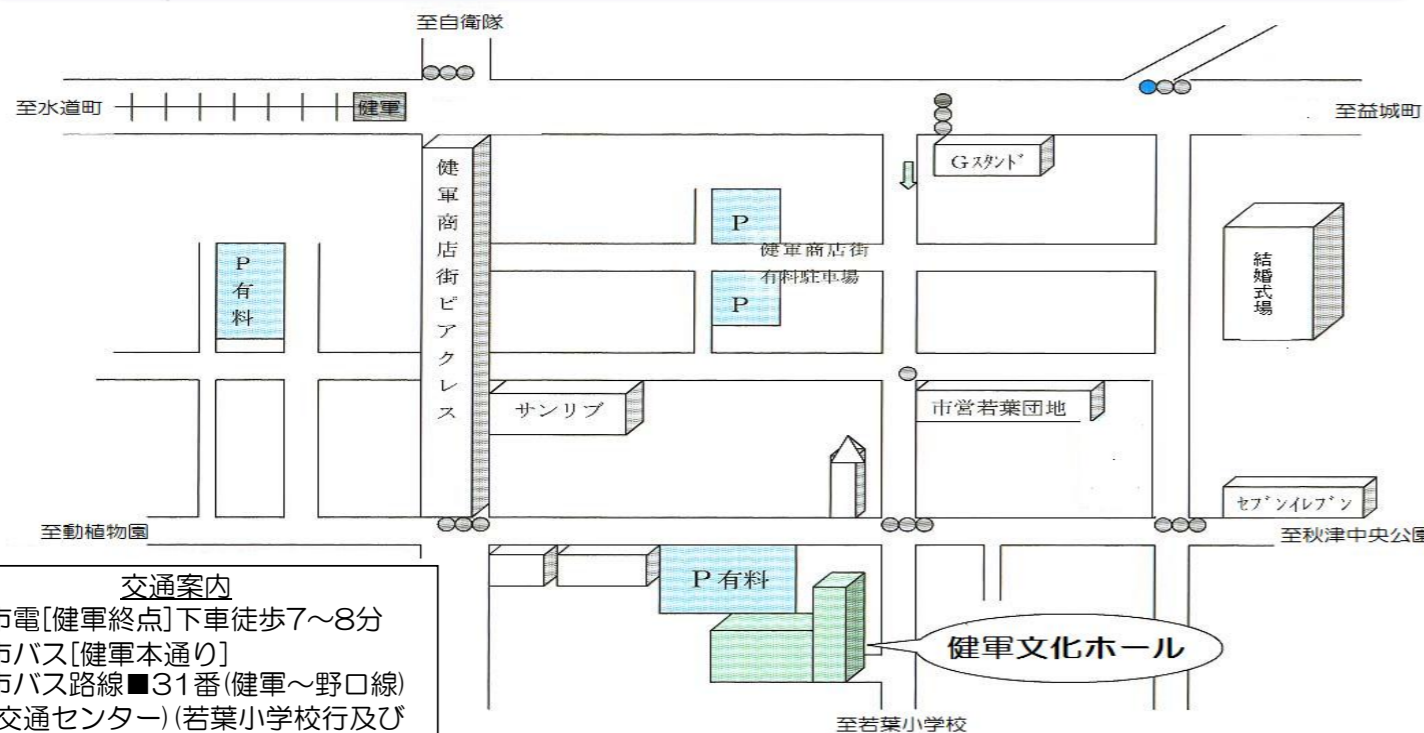 至自衛隊
至水道町
健軍
至益城町
Gスタンド
健軍商店街ピアクレス
P
健軍商店街
有料駐車場
P
P
有
料
結婚式場
サンリブ
市営若葉団地
セブンイレブン
至動植物園
至秋津中央公園
P有料
健軍文化ホール
至若葉小学校
交通案内
市電[健軍終点]下車徒歩7～8分
市バス[健軍本通り]
市バス路線■31番(健軍～野口線)
交通センター)(若葉小学校行及び